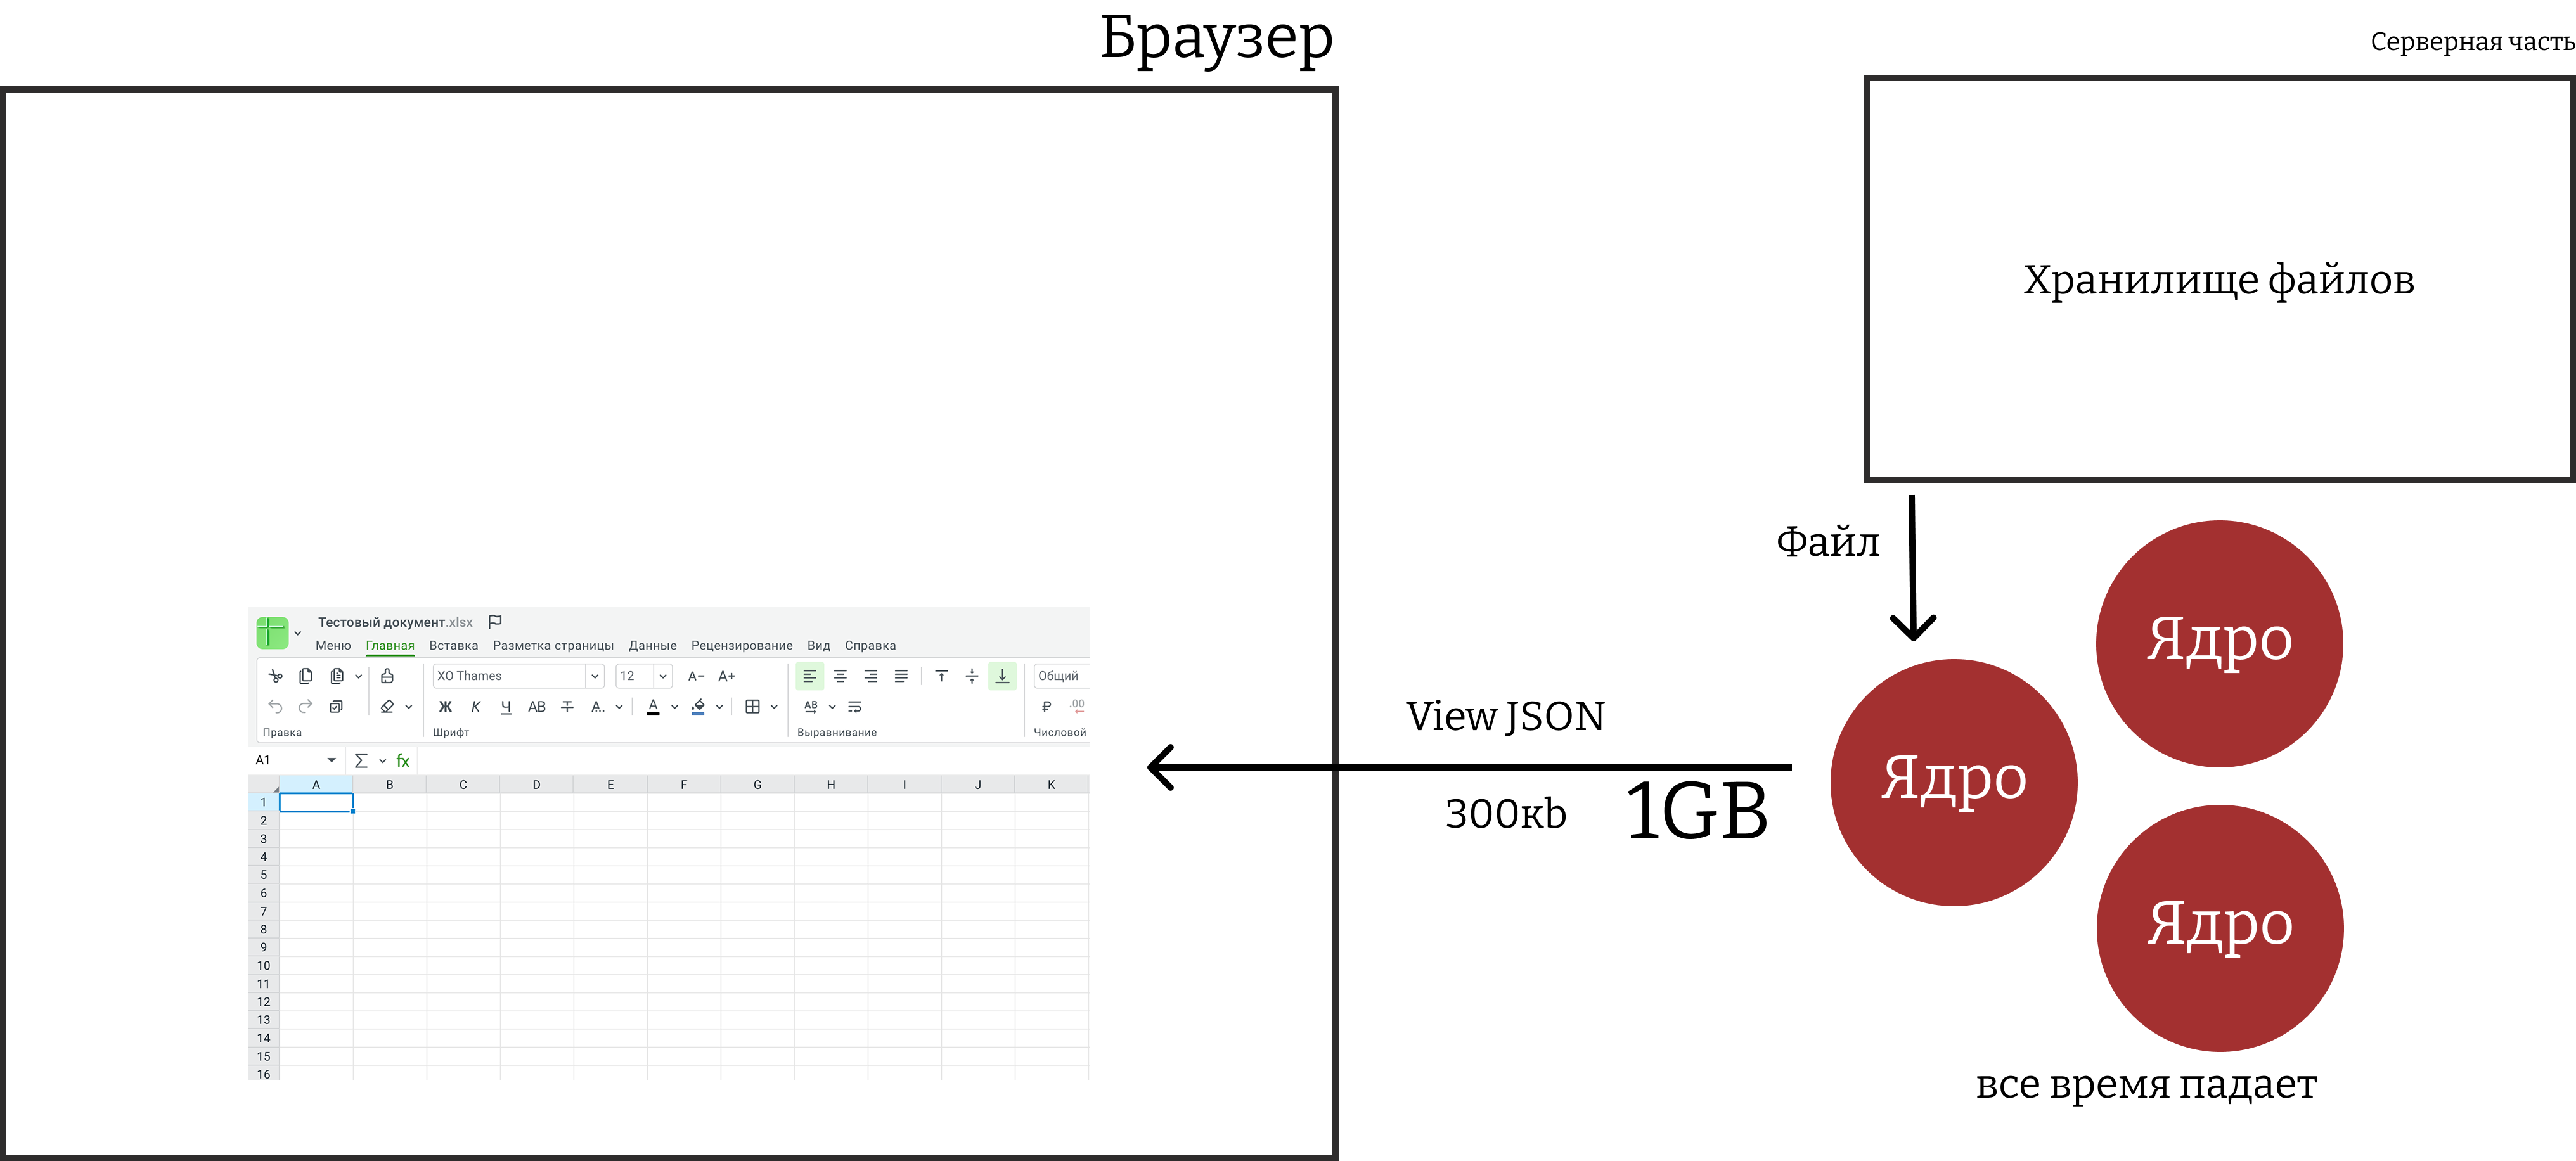 Браузер
Серверная часть
Хранилище файлов
Файл
Ядро
Ядро
Ядро
все время падает
View JSON
300кb 1GB
Тестовый документ.xlsx
Меню Главная Вставка Разметка страницы Данные Рецензирование Вид Справка
XO Thames 12 A− A+ Общий
Ж К Ч АВ Т А.. А АВ ₽ .00
Правка Шрифт Выравнивание Числовой
A1 Σ fx
A B C D E F G H I J K
1
2
3
4
5
6
7
8
9
10
11
12
13
14
15
16